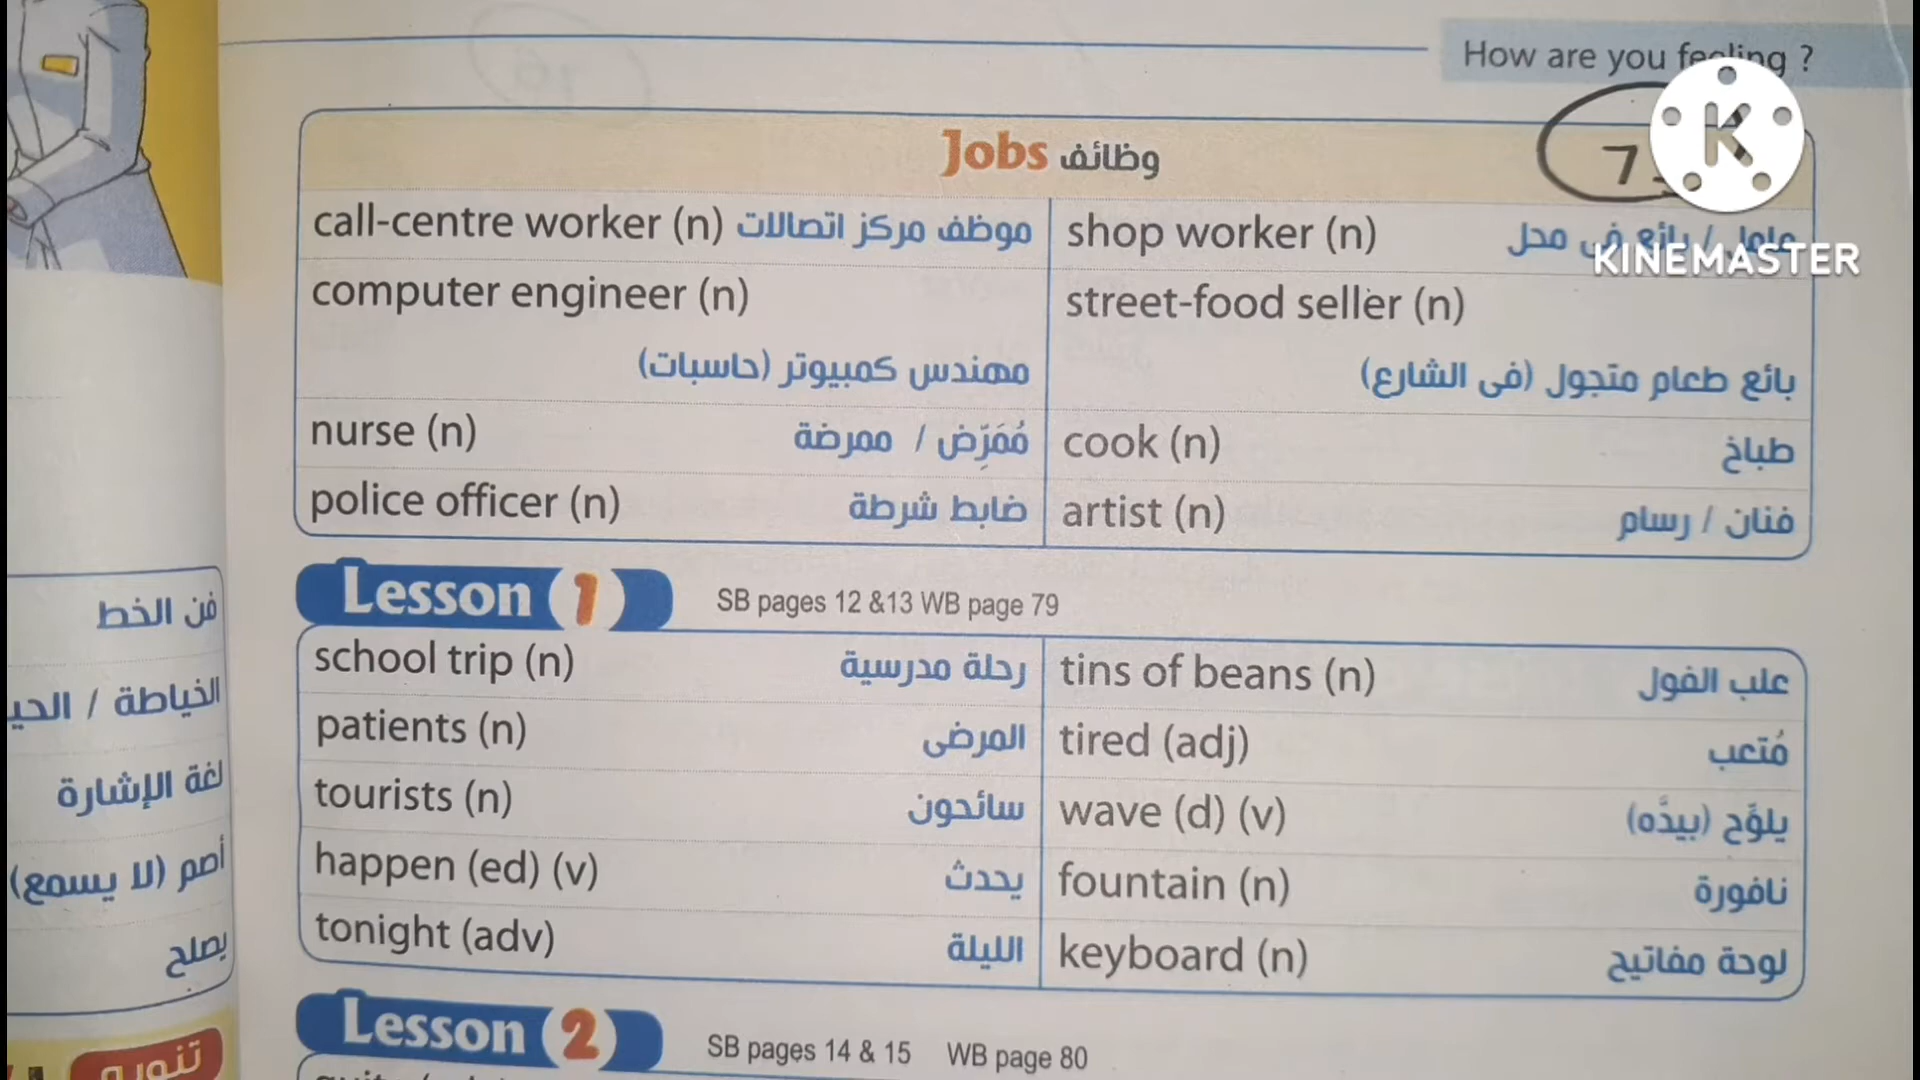 How are you feeling ?
Jobs وظائف
7
K
KINEMASTER
call-centre worker (n) موظف مركز اتصالات
shop worker (n) عامل / بائع فى محل
computer engineer (n)
مهندس كمبيوتر (حاسبات)
street-food seller (n)
بائع طعام متجول (فى الشارع)
nurse (n) مُمَرِّض / ممرضة
cook (n) طباخ
police officer (n) ضابط شرطة
artist (n) فنان / رسام
Lesson (1) SB pages 12 &13 WB page 79
school trip (n) رحلة مدرسية
tins of beans (n) علب الفول
patients (n) المرضى
tired (adj) مُتعب
tourists (n) سائحون
wave (d) (v) يلوَّح (بيدَّه)
happen (ed) (v) يحدث
fountain (n) نافورة
tonight (adv) الليلة
keyboard (n) لوحة مفاتيح
Lesson (2) SB pages 14 & 15 WB page 80
فن الخط
الخياطة /
لغة الإشارة
أصم (لا يسمع)
يصلح
تنويه